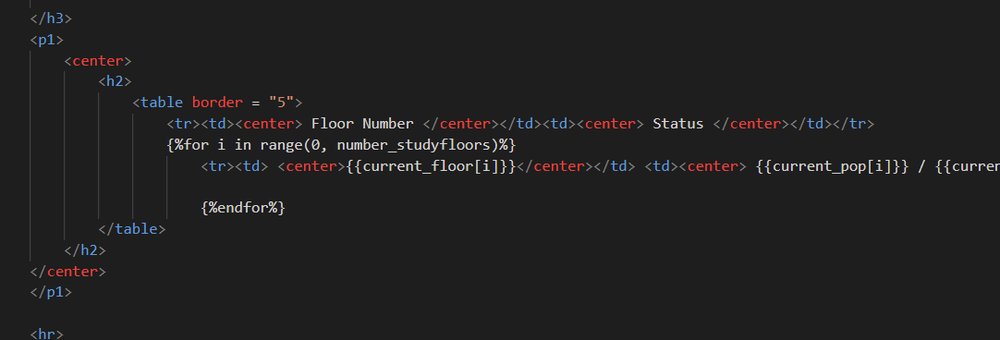 </h3>
<p1>
<center>
<h2>
<table border = "5">
<tr><td><center> Floor Number </center></td><td><center> Status </center></td></tr>
{%for i in range(0, number_studyfloors)%}
<tr><td> <center>{{current_floor[i]}}</center></td> <td><center> {{current_pop[i]}} / {{curren
{%endfor%}
</table>
</h2>
</center>
</p1>
<hr>